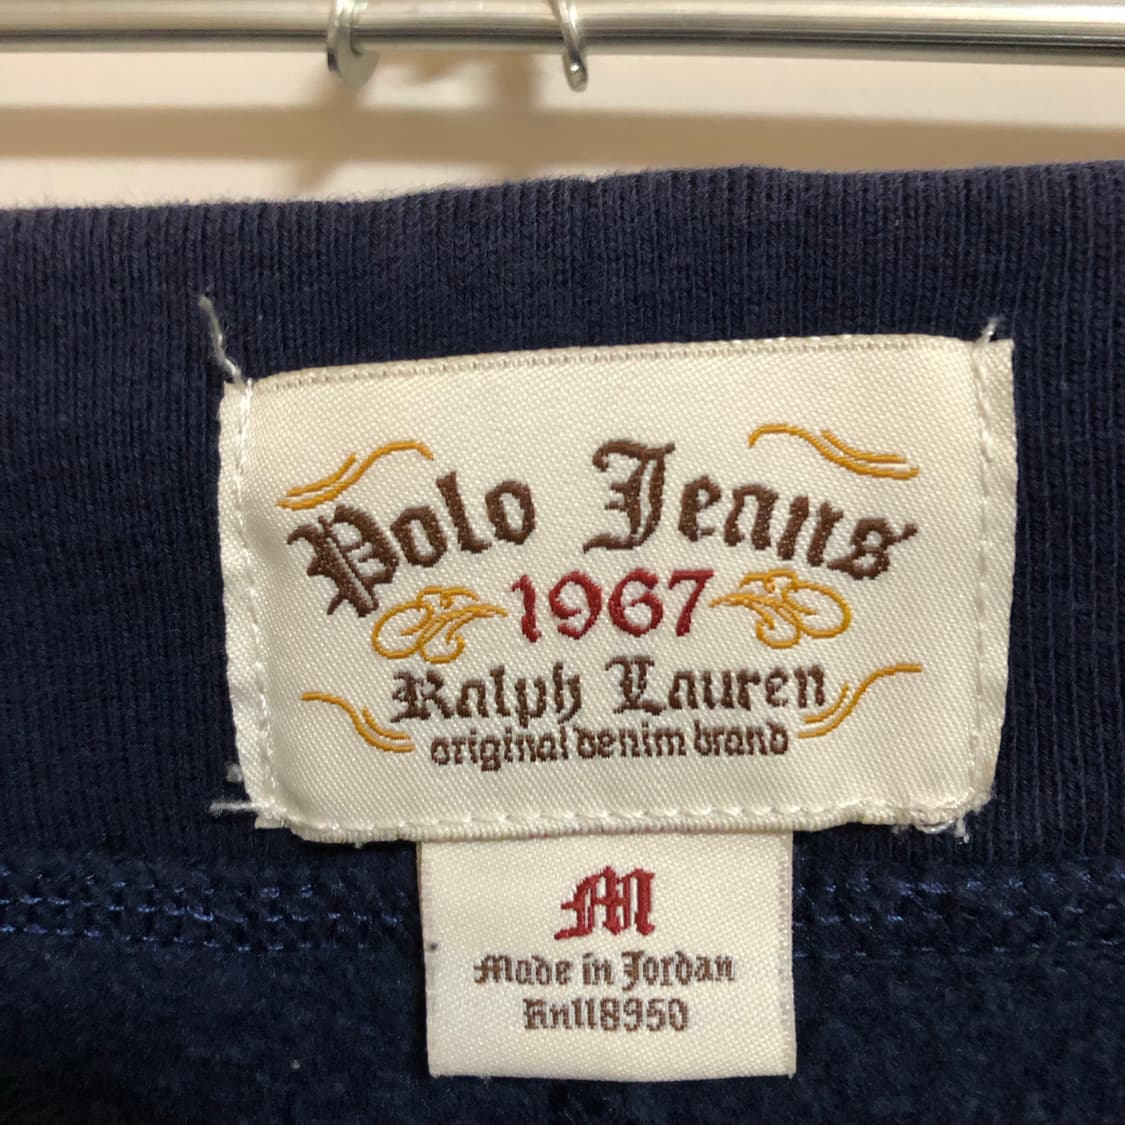 Polo Jeans
1967
Ralph Lauren
original denim brand
M
Made in Jordan
Rn118950